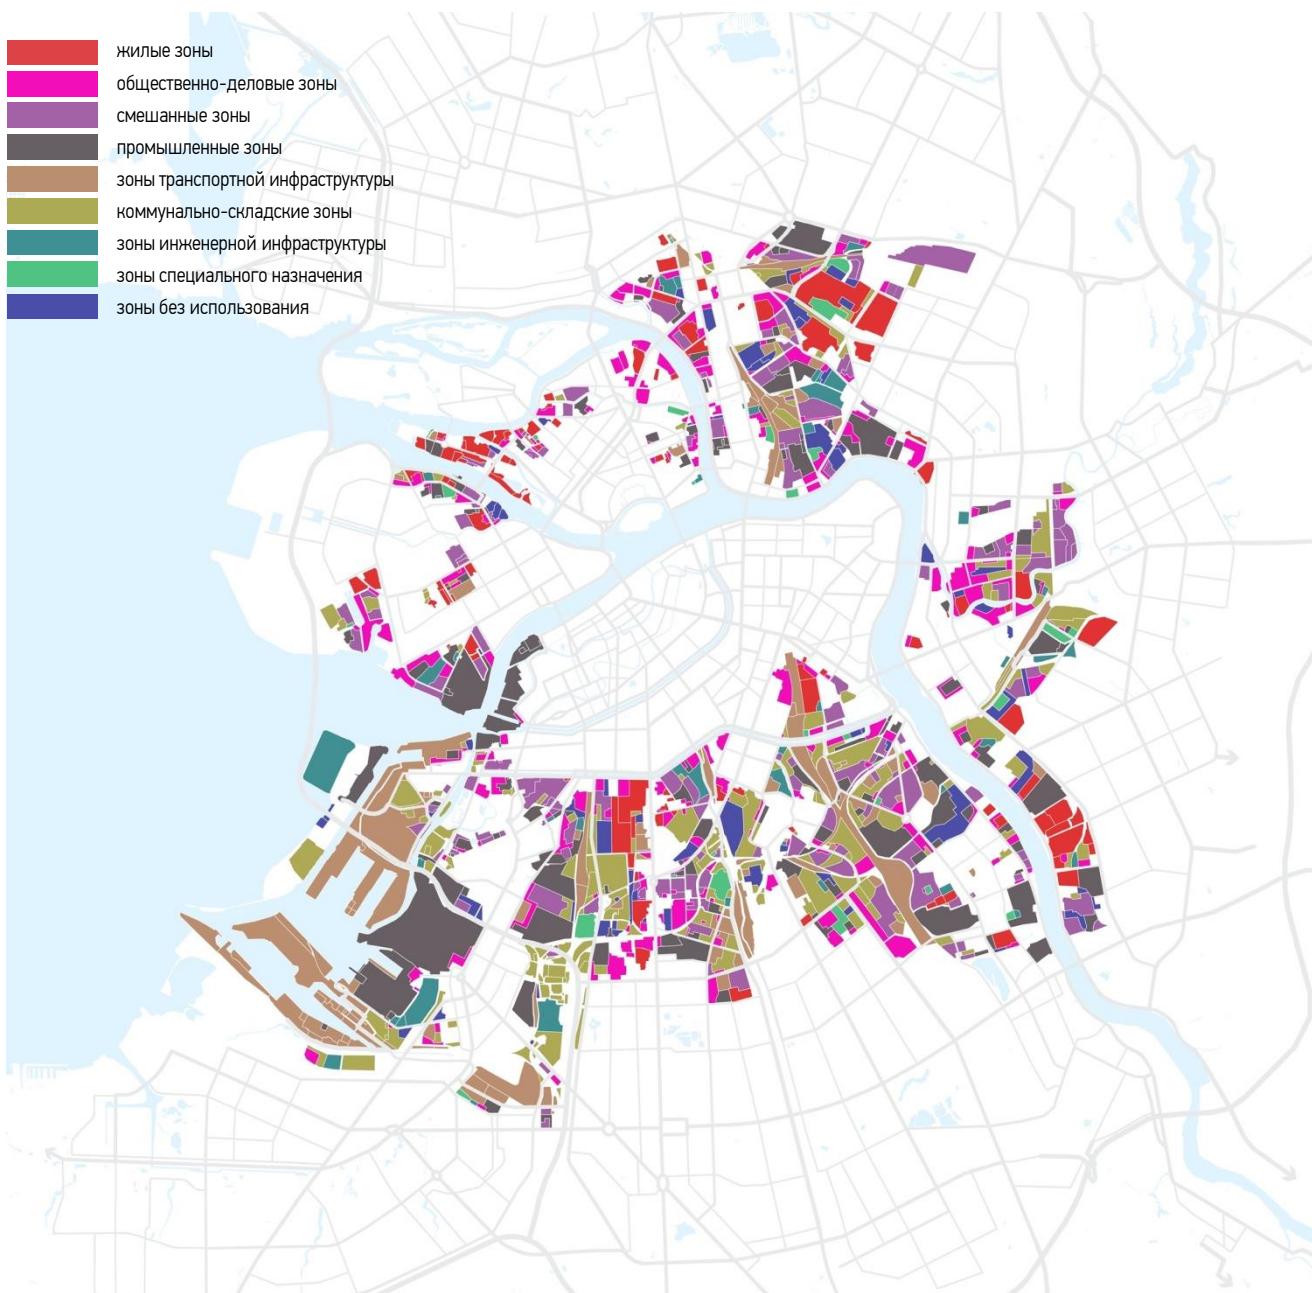 жилые зоны
общественно-деловые зоны
смешанные зоны
промышленные зоны
зоны транспортной инфраструктуры
коммунально-складские зоны
зоны инженерной инфраструктуры
зоны специального назначения
зоны без использования